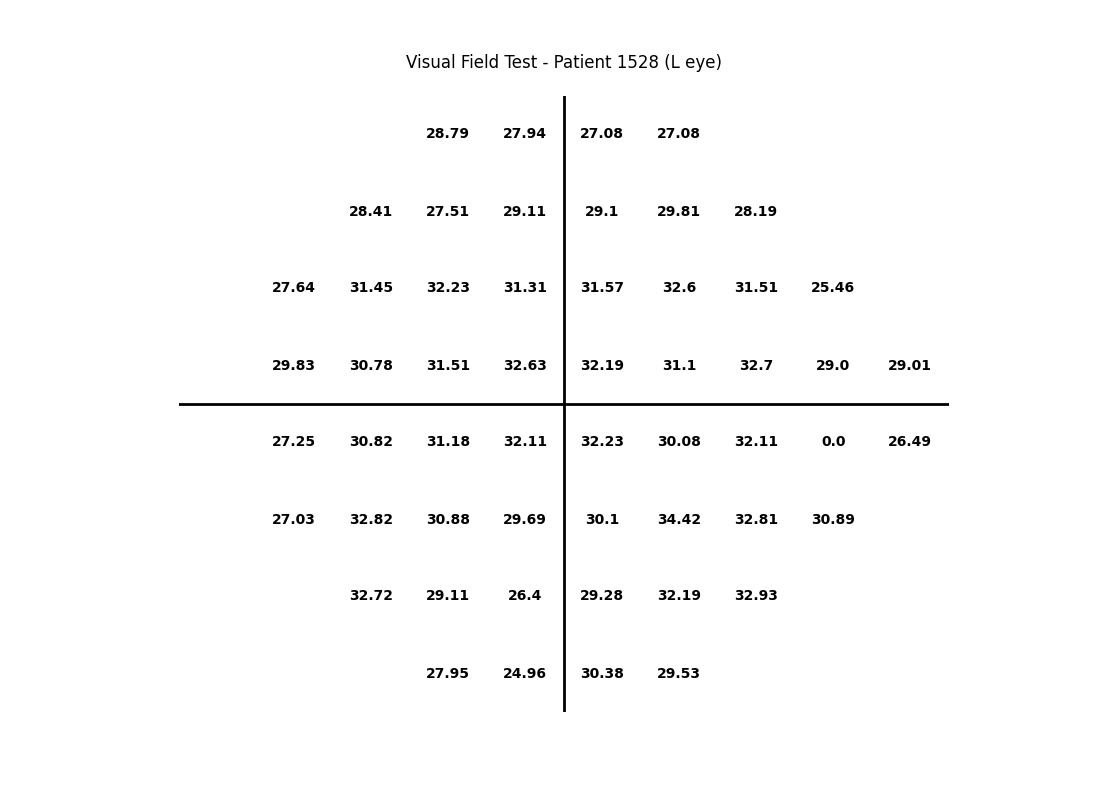 Visual Field Test - Patient 1528 (L eye)
28.79 27.94 27.08 27.08
28.41 27.51 29.11 29.1 29.81 28.19
27.64 31.45 32.23 31.31 31.57 32.6 31.51 25.46
29.83 30.78 31.51 32.63 32.19 31.1 32.7 29.0 29.01
27.25 30.82 31.18 32.11 32.23 30.08 32.11 0.0 26.49
27.03 32.82 30.88 29.69 30.1 34.42 32.81 30.89
32.72 29.11 26.4 29.28 32.19 32.93
27.95 24.96 30.38 29.53